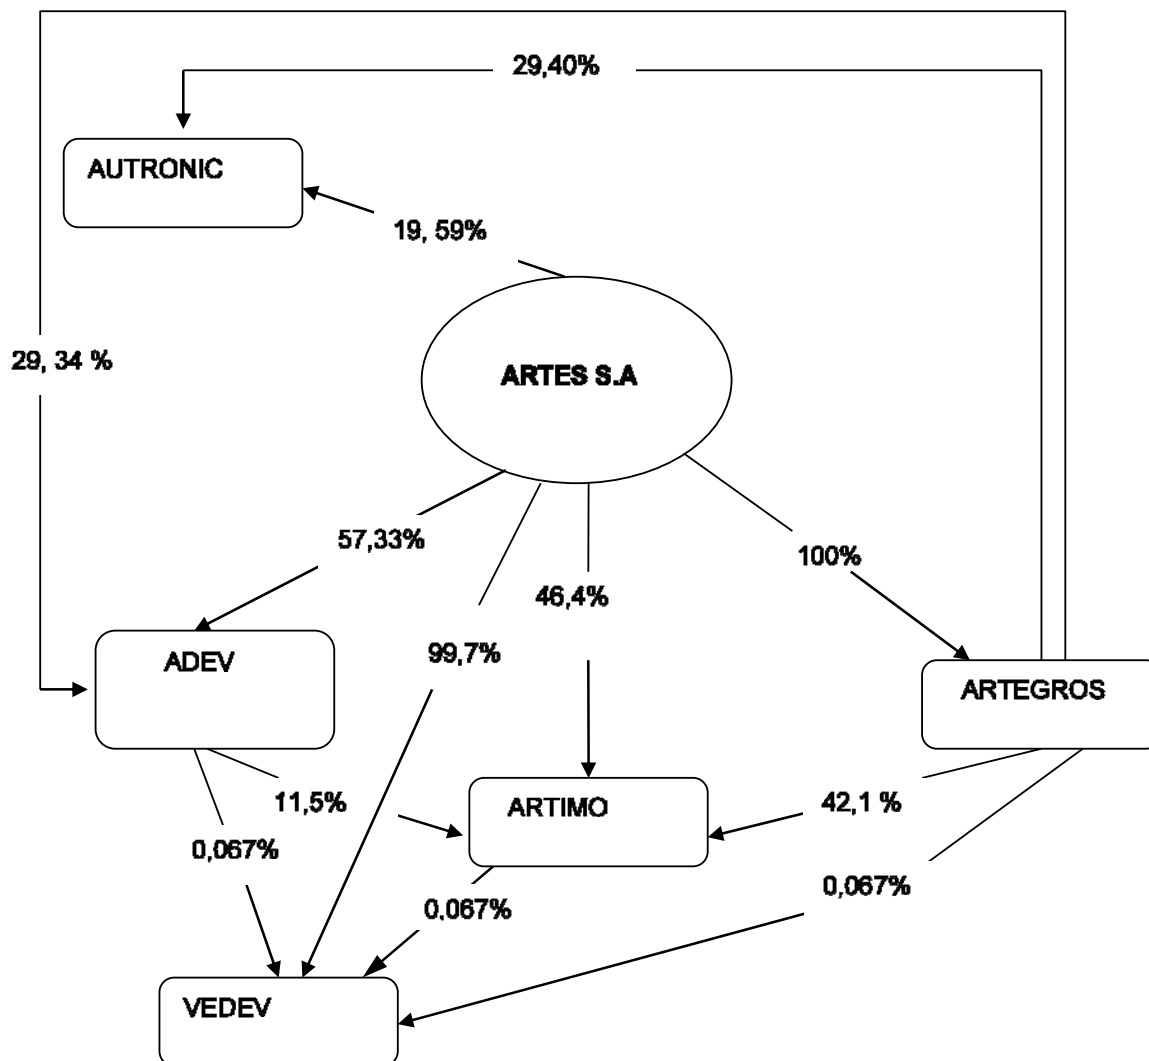 29,40%
AUTRONIC
19, 59%
29, 34 %
ARTES S.A
57,33%
100%
46,4%
99,7%
ADEV
ARTEGROS
11,5%
ARTIMO
42,1 %
0,067%
0,067%
0,067%
VEDEV